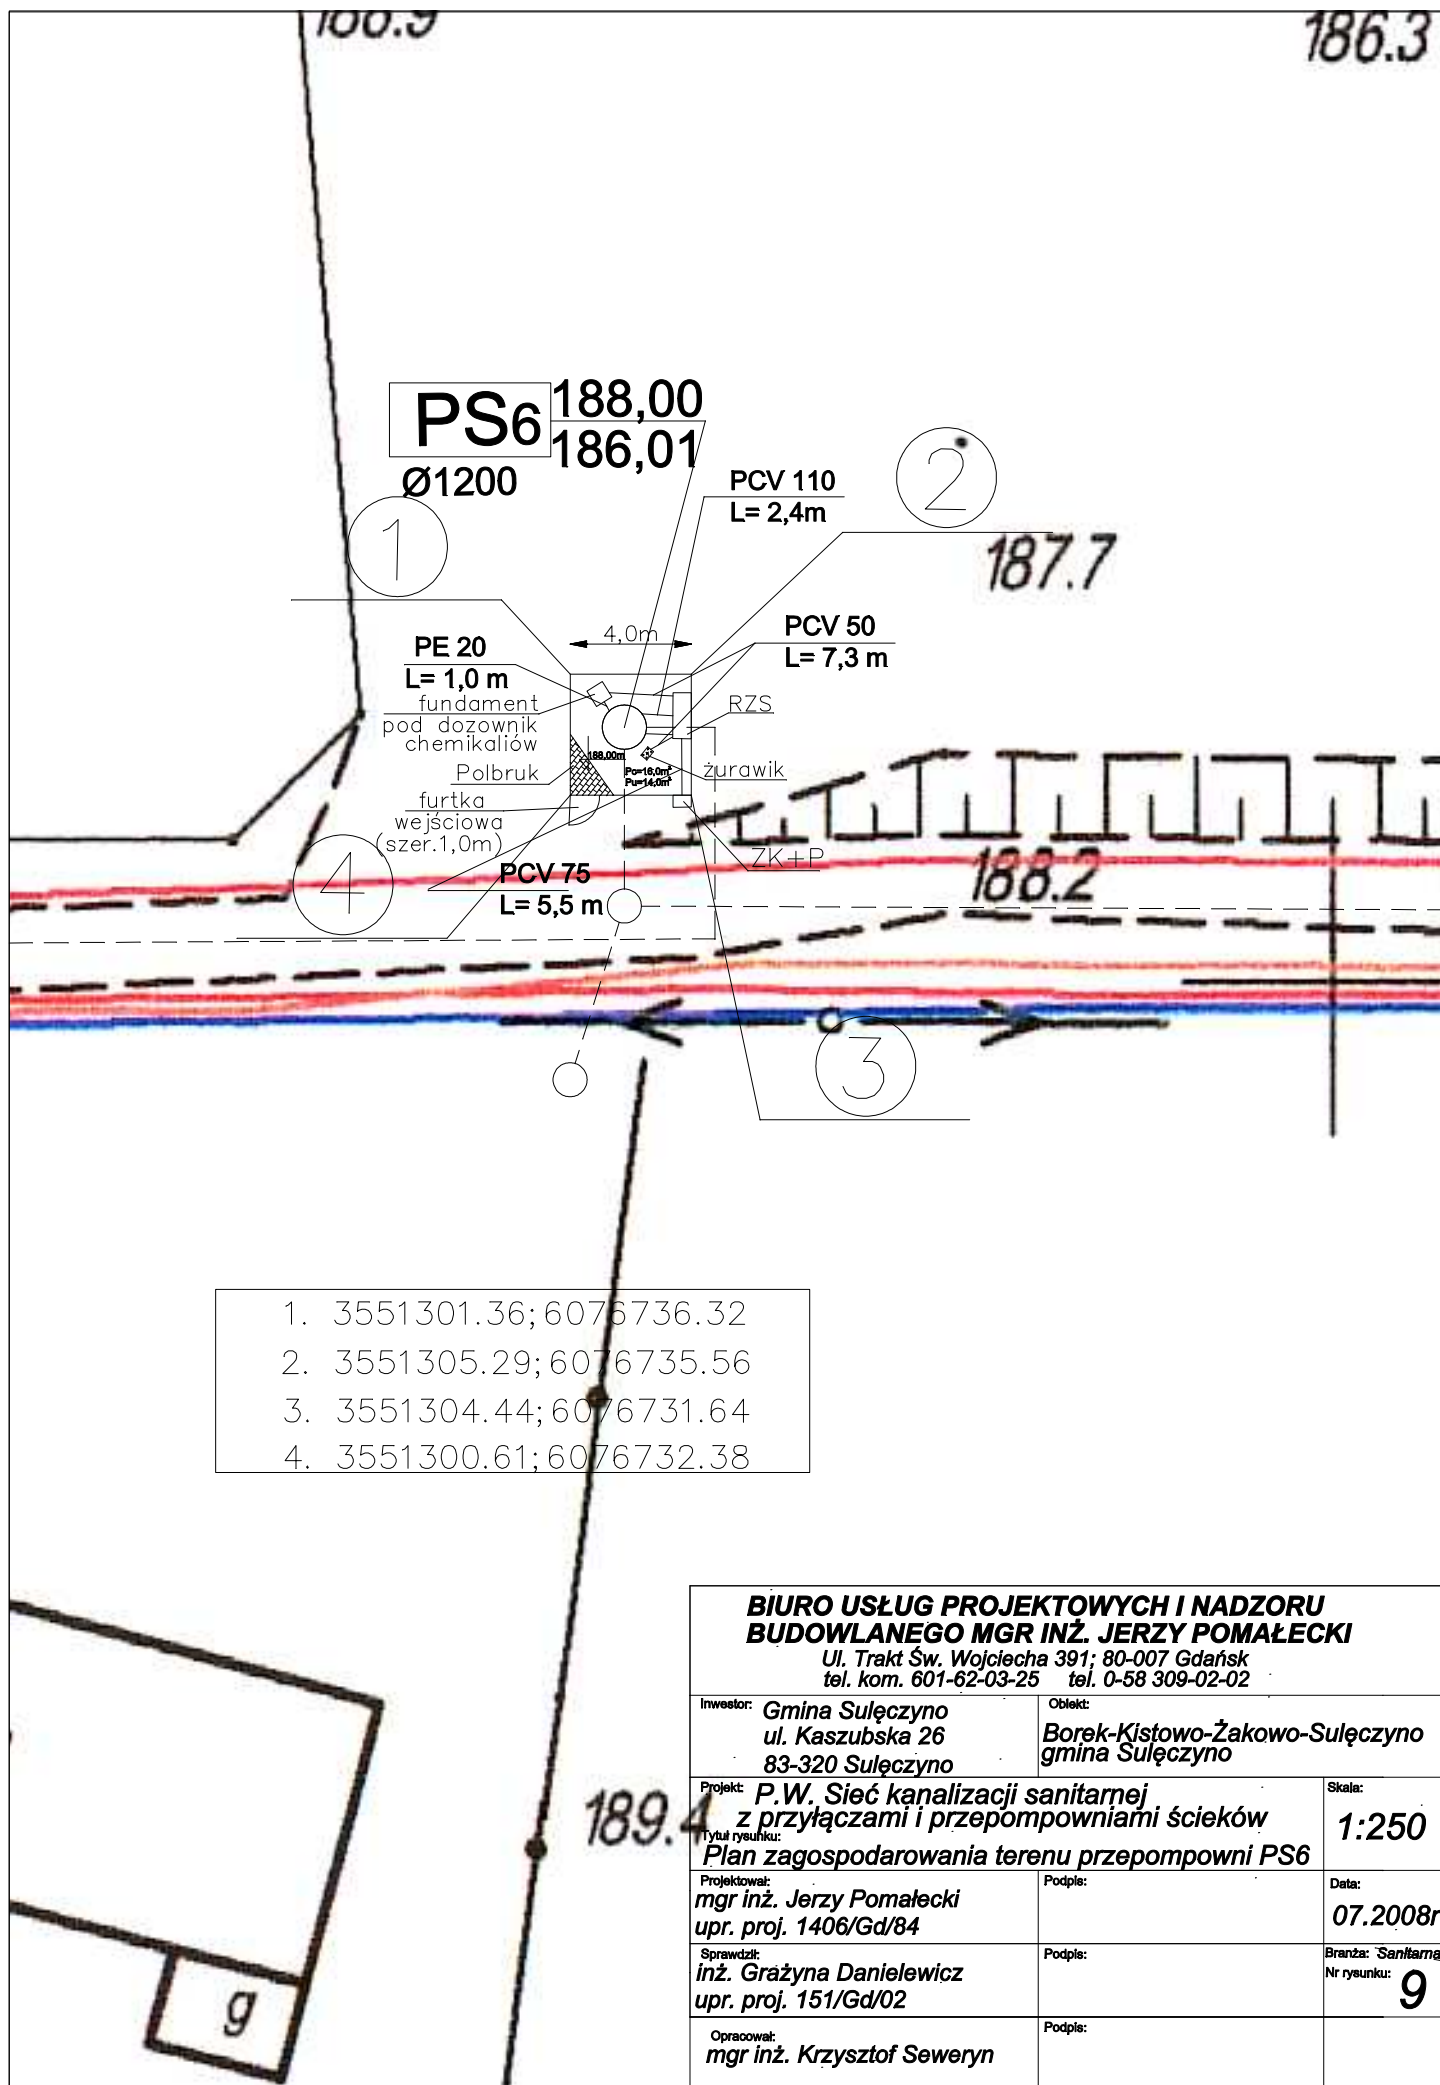 186.3
PS6
188,00
186,01
Ø1200
1
2
PCV 110
L= 2,4m
187.7
4,0m
PCV 50
L= 7,3 m
PE 20
L= 1,0 m
fundament
pod dozownik
chemikaliów
RZS
188,00m
Po=16,0m²
Pu=14,0m²
żurawik
Polbruk
furtka
wejściowa
(szer.1,0m)
ZK+P
4
PCV 75
L= 5,5 m
188.2
3
1. 3551301.36;6076736.32
2. 3551305.29;6076735.56
3. 3551304.44;6076731.64
4. 3551300.61;6076732.38
189.4
g
BIURO USŁUG PROJEKTOWYCH I NADZORU
BUDOWLANEGO MGR INŻ. JERZY POMAŁECKI
Ul. Trakt Św. Wojciecha 391; 80-007 Gdańsk
tel. kom. 601-62-03-25 tel. 0-58 309-02-02
Inwestor: Gmina Sulęczyno
ul. Kaszubska 26
83-320 Sulęczyno
Obiekt:
Borek-Kistowo-Żakowo-Sulęczyno
gmina Sulęczyno
Projekt: P.W. Sieć kanalizacji sanitarnej
z przyłączami i przepompowniami ścieków
Tytuł rysunku:
Plan zagospodarowania terenu przepompowni PS6
Skala:
1:250
Projektował:
mgr inż. Jerzy Pomałecki
upr. proj. 1406/Gd/84
Podpis:
Data:
07.2008r
Sprawdził:
inż. Grażyna Danielewicz
upr. proj. 151/Gd/02
Podpis:
Branża: Sanitarna
Nr rysunku: 9
Opracował:
mgr inż. Krzysztof Seweryn
Podpis: